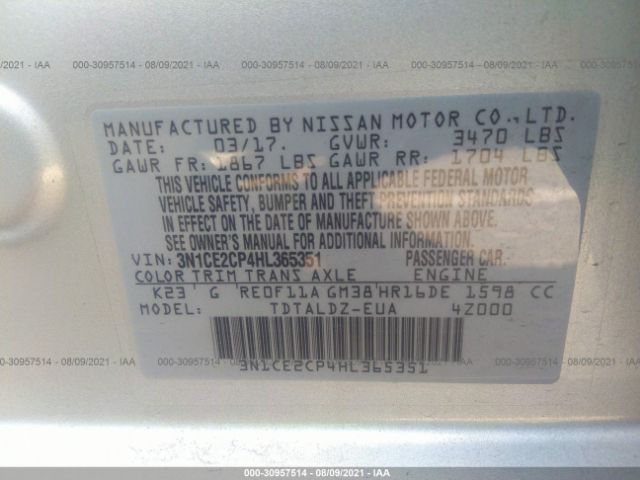 000-30957514 - 08/09/2021 - IAA
MANUFACTURED BY NISSAN MOTOR CO., LTD.
DATE: 03/17. GVWR: 3470 LBS
GAWR FR: 1867 LBS GAWR RR: 1704 LBS
THIS VEHICLE CONFORMS TO ALL APPLICABLE FEDERAL MOTOR
VEHICLE SAFETY, BUMPER AND THEFT PREVENTION STANDARDS
IN EFFECT ON THE DATE OF MANUFACTURE SHOWN ABOVE.
SEE OWNER'S MANUAL FOR ADDITIONAL INFORMATION.
VIN: 3N1CE2CP4HL365351 PASSENGER CAR.
COLOR TRIM TRANS AXLE ENGINE
K23 G RE0F11A GM38 HR16DE 1598 CC
MODEL: TDTALDZ-EUA 4Z000
3N1CE2CP4HL365351
000-30957514 - 08/09/2021 - IAA